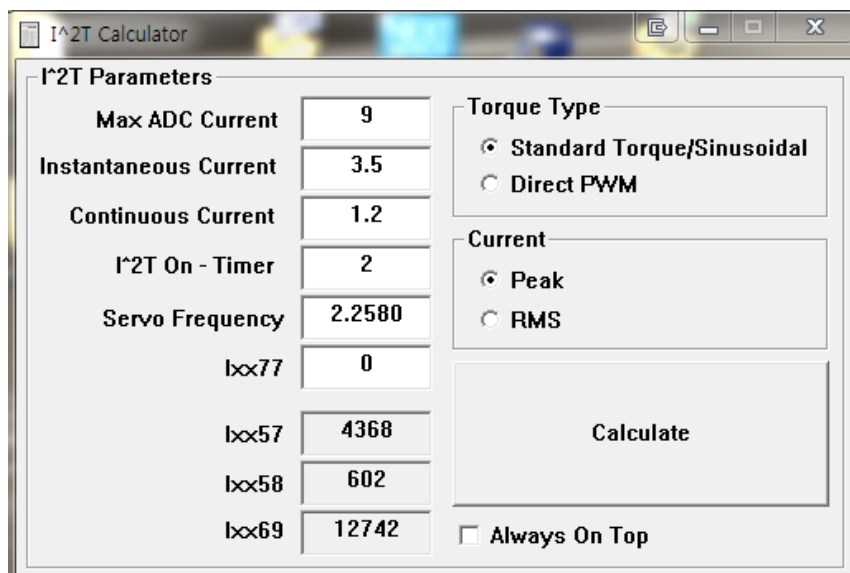 I^2T Calculator
I^2T Parameters
Max ADC Current 9
Instantaneous Current 3.5
Continuous Current 1.2
I^2T On - Timer 2
Servo Frequency 2.2580
Ixx77 0
Ixx57 4368
Ixx58 602
Ixx69 12742
Torque Type
Standard Torque/Sinusoidal
Direct PWM
Current
Peak
RMS
Calculate
Always On Top